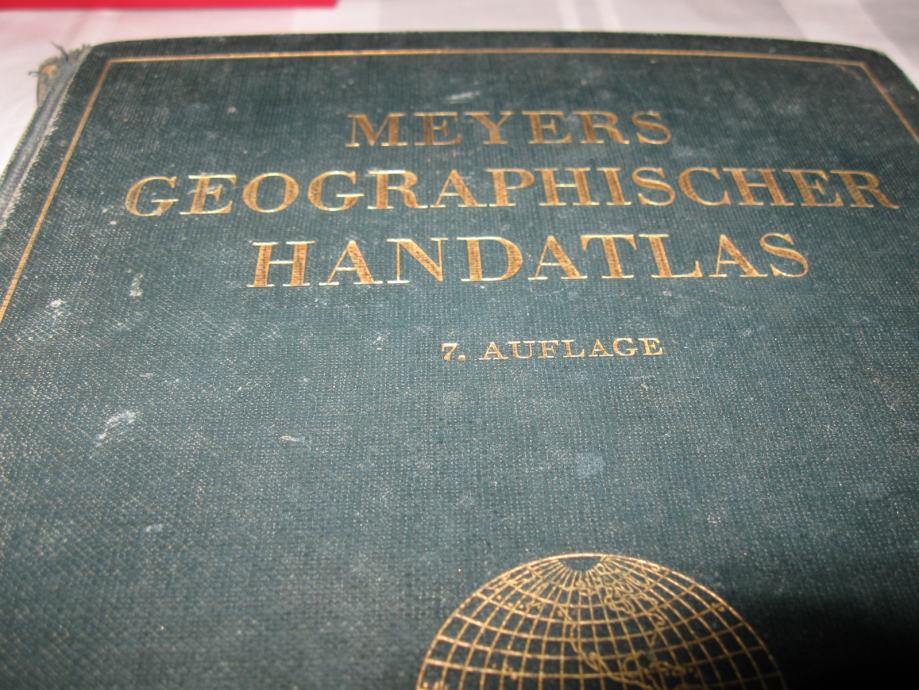 MEYERS
GEOGRAPHISCHER
HANDATLAS
7. AUFLAGE